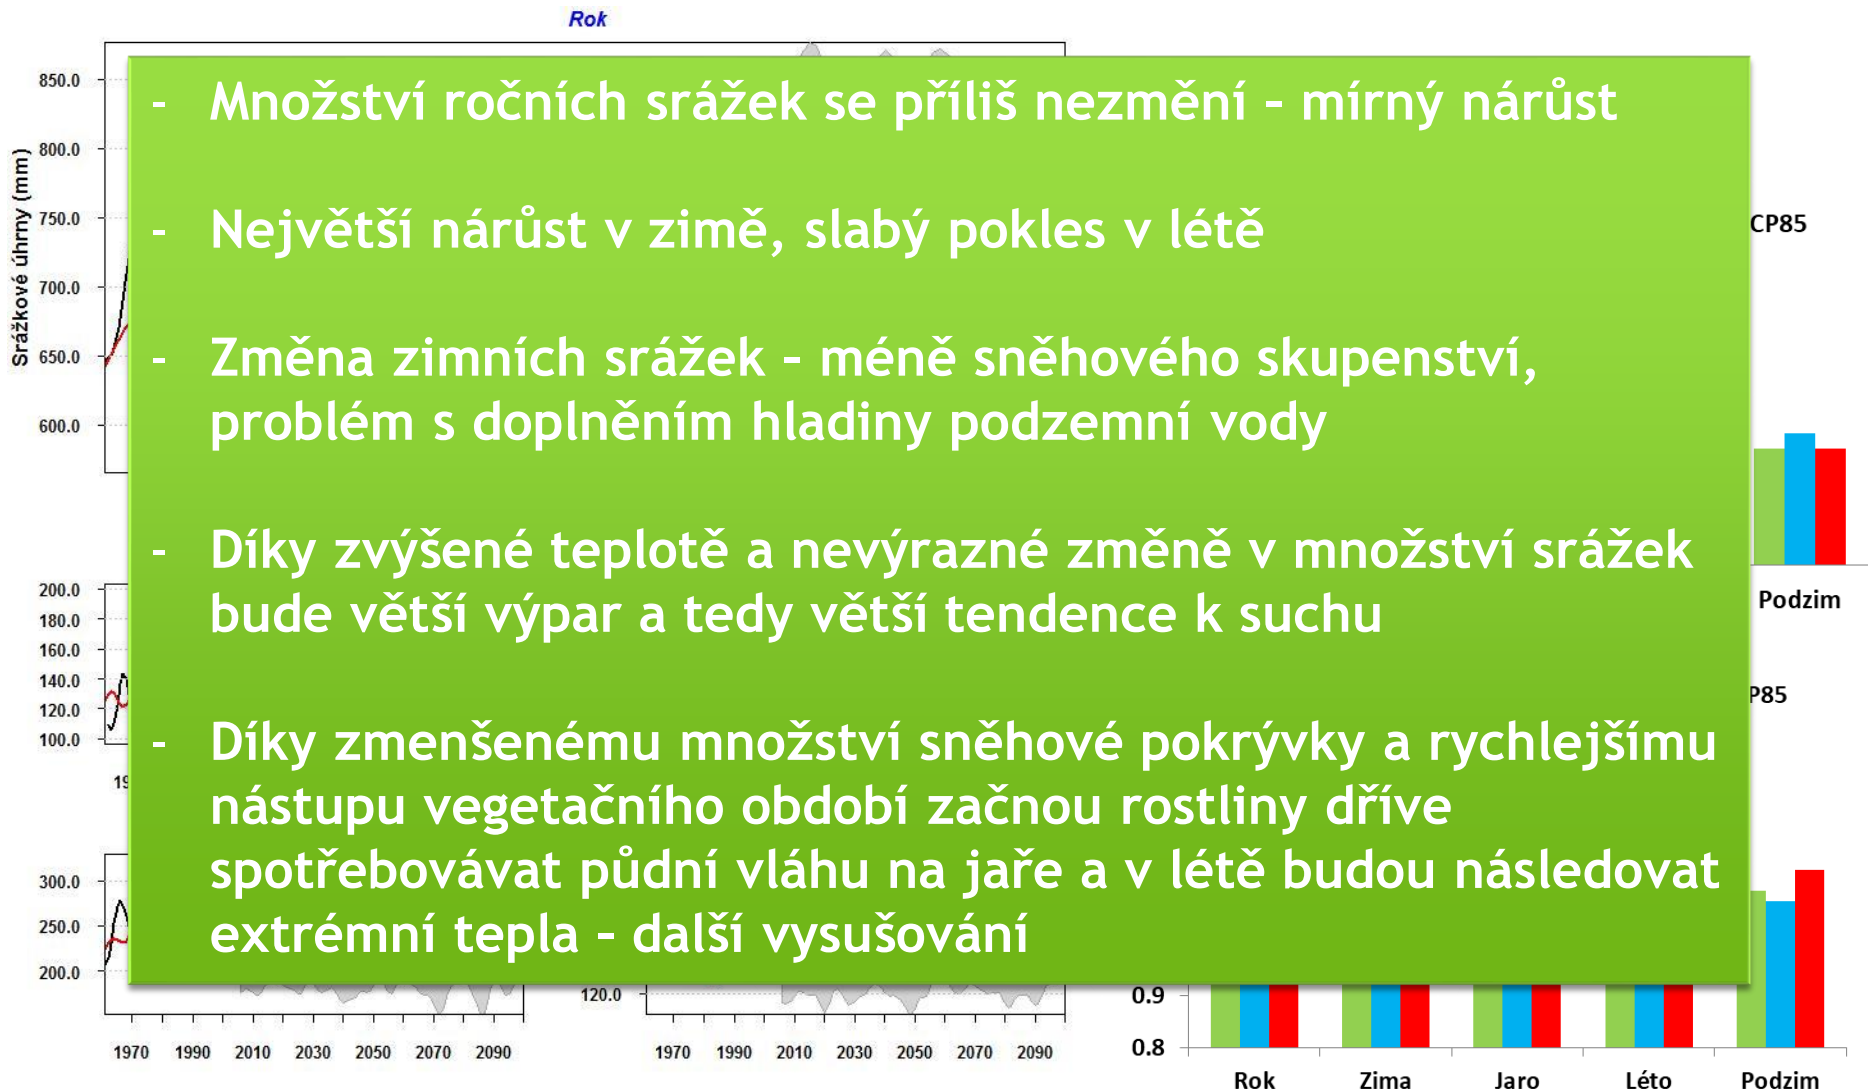 Rok
850.0
800.0
750.0
700.0
650.0
600.0
Srážkové úhrny (mm)
- Množství ročních srážek se příliš nezmění – mírný nárůst
- Největší nárůst v zimě, slabý pokles v létě
- Změna zimních srážek – méně sněhového skupenství,
problém s doplněním hladiny podzemní vody
- Díky zvýšené teplotě a nevýrazné změně v množství srážek
bude větší výpar a tedy větší tendence k suchu
- Díky zmenšenému množství sněhové pokrývky a rychlejšímu
nástupu vegetačního období začnou rostliny dříve
spotřebovávat půdní vláhu na jaře a v létě budou následovat
extrémní tepla – další vysušování
CP85
Podzim
P85
200.0
180.0
160.0
140.0
120.0
100.0
19
300.0
250.0
200.0
1970 1990 2010 2030 2050 2070 2090
120.0
1970 1990 2010 2030 2050 2070 2090
0.9
0.8
Rok Zima Jaro Léto Podzim